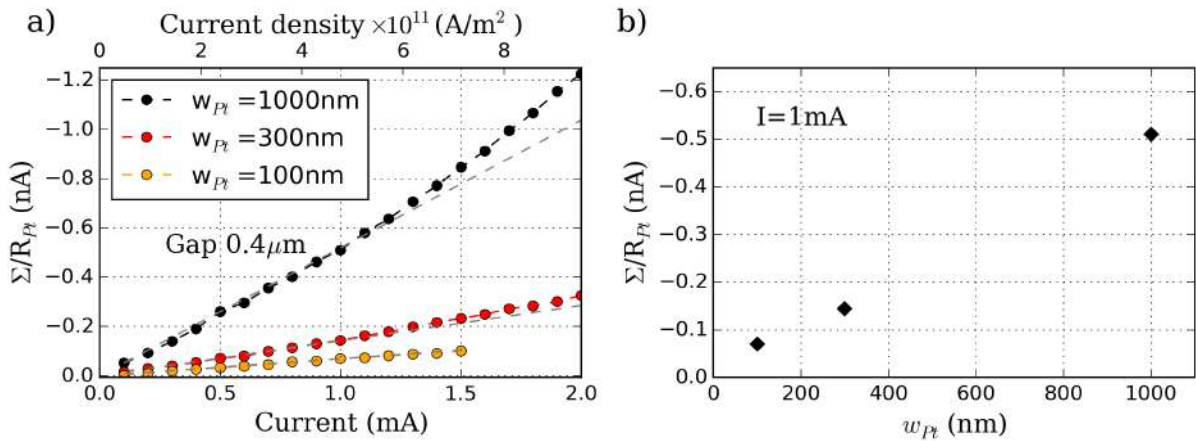 a)
Current density ×10¹¹ (A/m²)
0 2 4 6 8
−1.2
−1.0
−0.8
−0.6
−0.4
−0.2
0.0
Σ/R_Pt (nA)
w_Pt =1000nm
w_Pt =300nm
w_Pt =100nm
Gap 0.4μm
0.0 0.5 1.0 1.5 2.0
Current (mA)
b)
−0.6
−0.5
−0.4
−0.3
−0.2
−0.1
0.0
Σ/R_Pt (nA)
I=1mA
0 200 400 600 800 1000
w_Pt (nm)